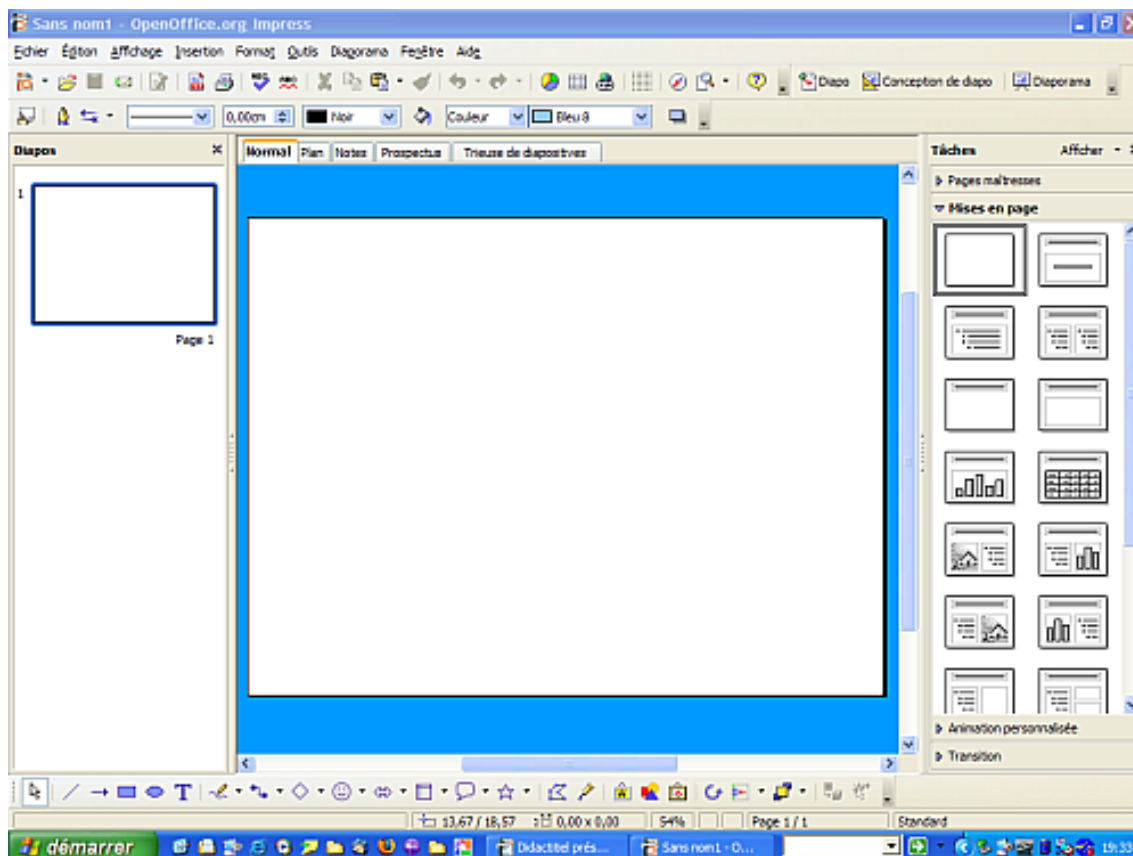 Sans nom1 - OpenOffice.org Impress
Fichier Édition Affichage Insertion Format Outils Diaporama Fenêtre Aide
Diapo Conception de diapo Diaporama
0,00cm Noir Couleur Bleu 8
Diapos
Normal Plan Notes Prospectus Trieuse de diapositives
Tâches Afficher
Pages maîtresses
Mises en page
1
Page 1
Animation personnalisée
Transition
13,67 / 18,57 0,00 x 0,00 54% Page 1 / 1 Standard
démarrer Didactitel prés... Sans nom1 - O... 19:33